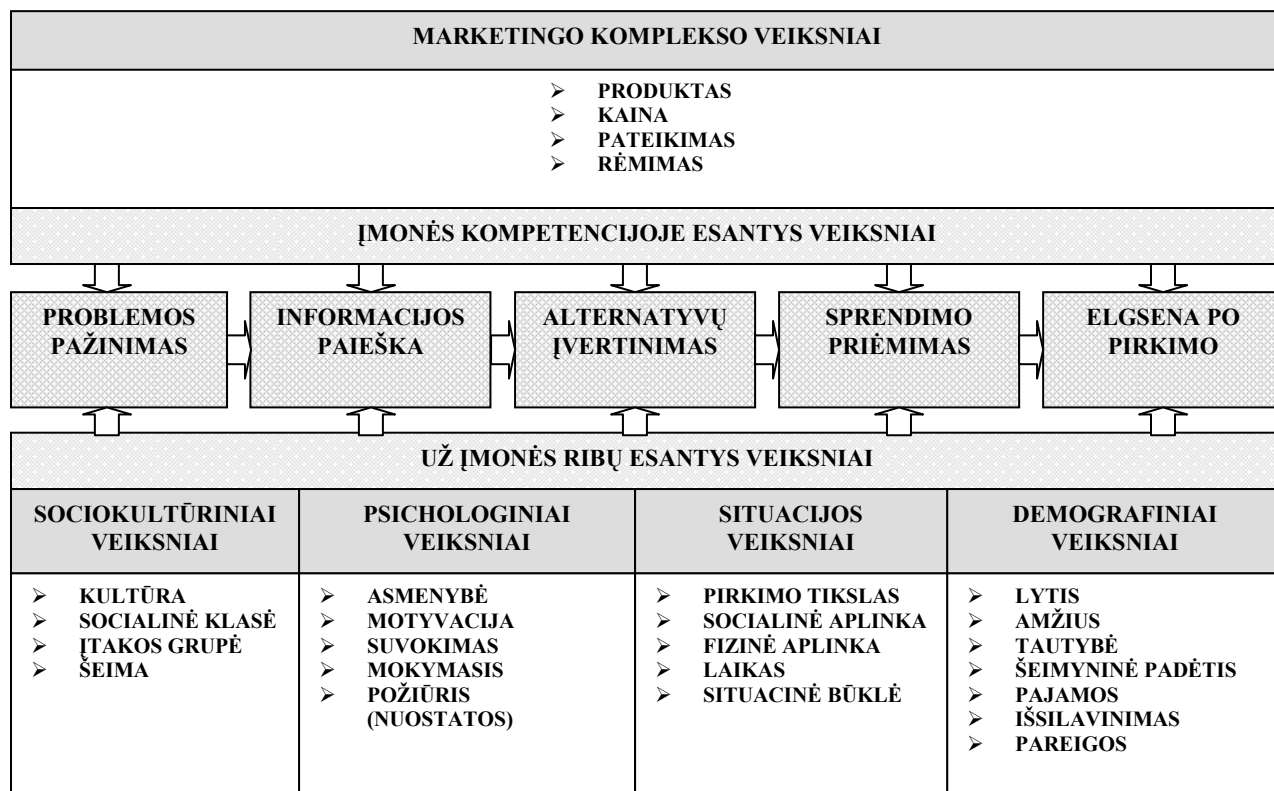 MARKETINGO KOMPLEKSO VEIKSNIAI
➢ PRODUKTAS
➢ KAINA
➢ PATEIKIMAS
➢ RĖMIMAS
ĮMONĖS KOMPETENCIJOJE ESANTYS VEIKSNIAI
PROBLEMOS
PAŽINIMAS
INFORMACIJOS
PAIEŠKA
ALTERNATYVŲ
ĮVERTINIMAS
SPRENDIMO
PRIĖMIMAS
ELGSENA PO
PIRKIMO
UŽ ĮMONĖS RIBŲ ESANTYS VEIKSNIAI
SOCIOKULTŪRINIAI
VEIKSNIAI
➢ KULTŪRA
➢ SOCIALINĖ KLASĖ
➢ ĮTAKOS GRUPĖ
➢ ŠEIMA
PSICHOLOGINIAI
VEIKSNIAI
➢ ASMENYBĖ
➢ MOTYVACIJA
➢ SUVOKIMAS
➢ MOKYMASIS
➢ POŽIŪRIS
(NUOSTATOS)
SITUACIJOS
VEIKSNIAI
➢ PIRKIMO TIKSLAS
➢ SOCIALINĖ APLINKA
➢ FIZINĖ APLINKA
➢ LAIKAS
➢ SITUACINĖ BŪKLĖ
DEMOGRAFINIAI
VEIKSNIAI
➢ LYTIS
➢ AMŽIUS
➢ TAUTYBĖ
➢ ŠEIMYNINĖ PADĖTIS
➢ PAJAMOS
➢ IŠSILAVINIMAS
➢ PAREIGOS